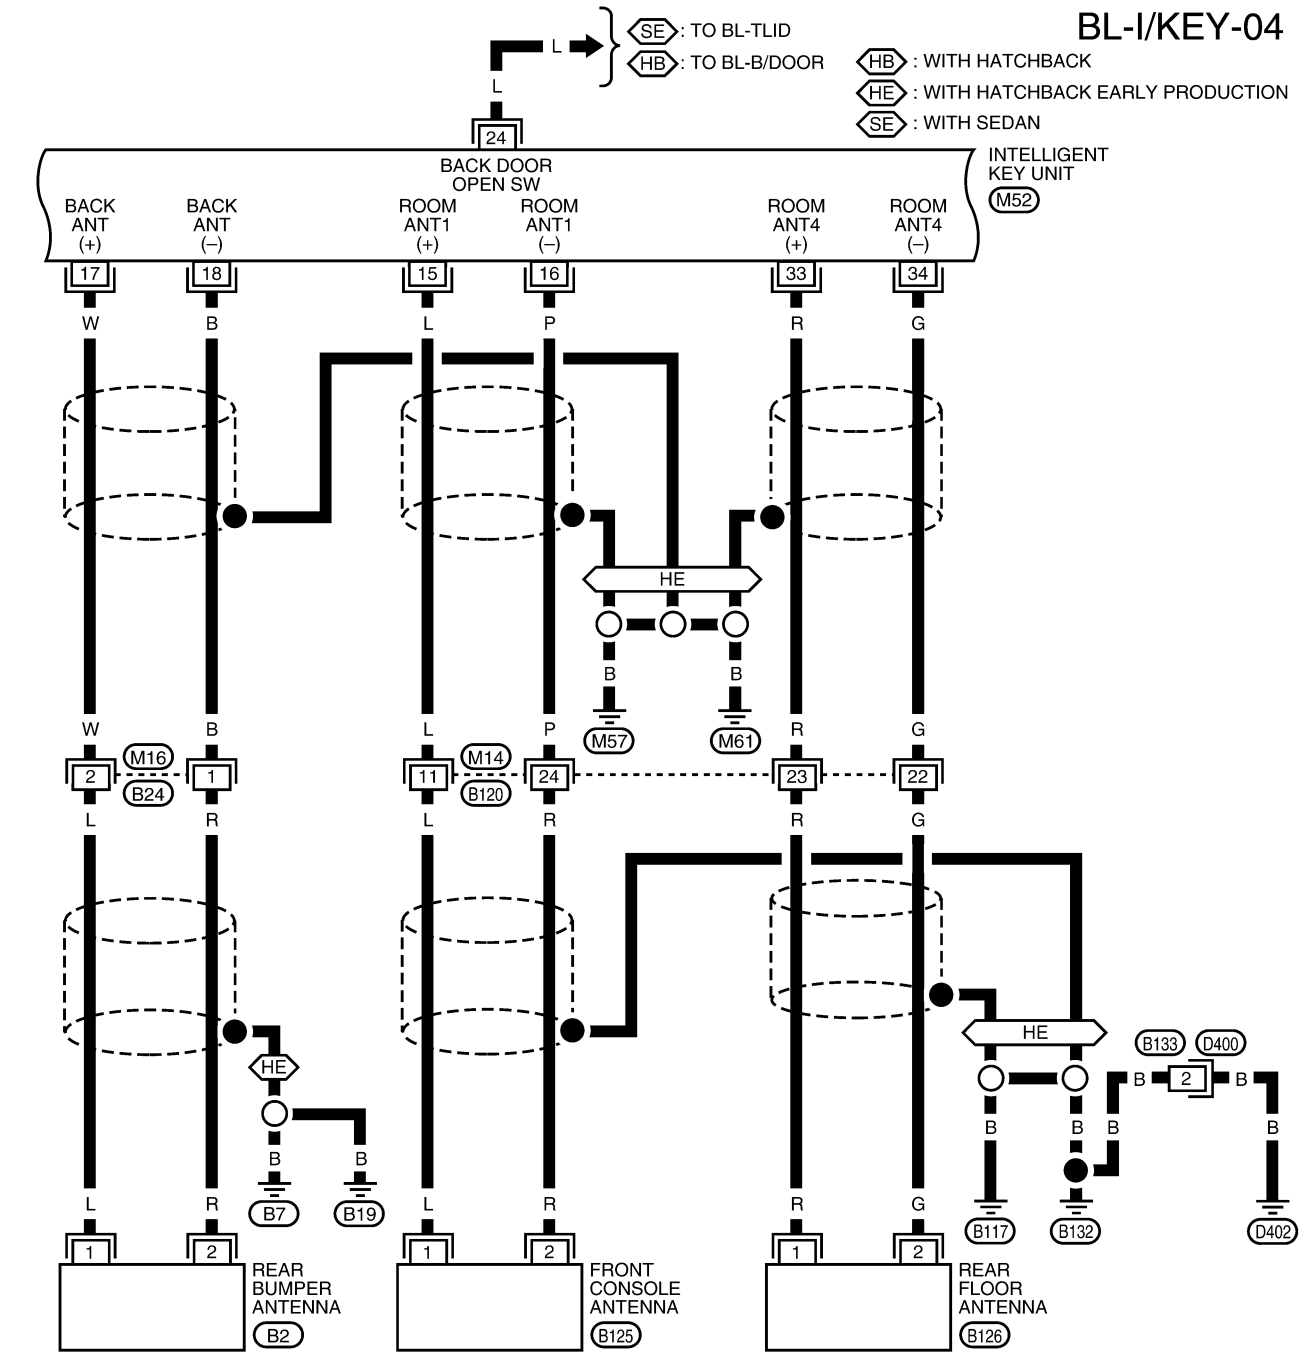 BL-I/KEY-04
SE : TO BL-TLID
HB : TO BL-B/DOOR
HB : WITH HATCHBACK
HE : WITH HATCHBACK EARLY PRODUCTION
SE : WITH SEDAN
L
L
24
BACK DOOR
OPEN SW
INTELLIGENT
KEY UNIT
M52
BACK
ANT
(+)
BACK
ANT
(–)
ROOM
ANT1
(+)
ROOM
ANT1
(–)
ROOM
ANT4
(+)
ROOM
ANT4
(–)
17 18 15 16 33 34
W B L P R G
HE
B B
M57 M61
W B L P R G
M16 M14
2 1 11 24 23 22
B24 B120
L R L R R G
HE
HE
B133 D400
B 2 B
B B B B
B B
L R L R R G
B7 B19
B117 B132 D402
1 2 1 2 1 2
REAR
BUMPER
ANTENNA
B2
FRONT
CONSOLE
ANTENNA
B125
REAR
FLOOR
ANTENNA
B126